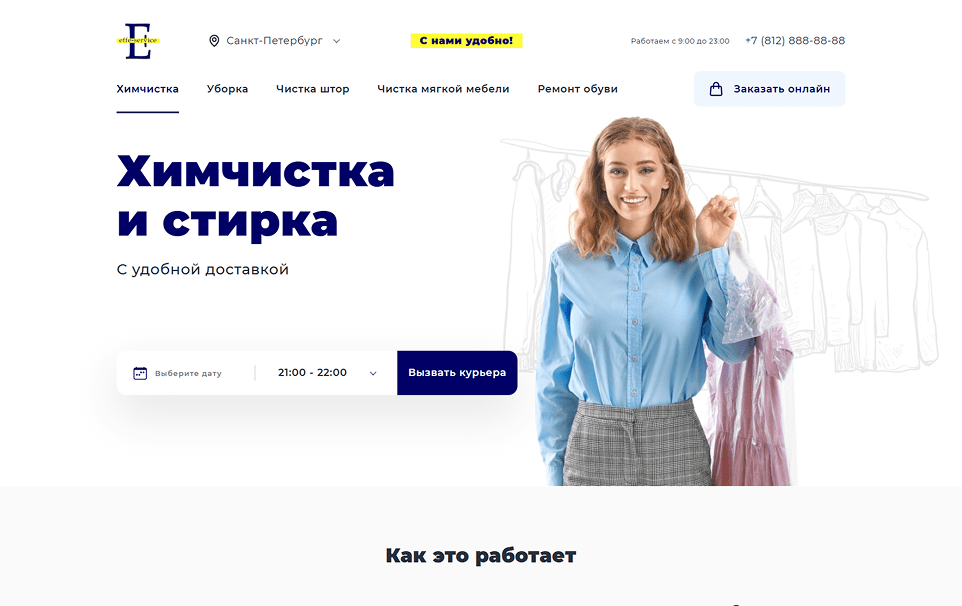 E
effe-service
Санкт-Петербург
С нами удобно!
Работаем с 9:00 до 23:00
+7 (812) 888-88-88
Химчистка
Уборка
Чистка штор
Чистка мягкой мебели
Ремонт обуви
Заказать онлайн
Химчистка
и стирка
С удобной доставкой
Выберите дату
21:00 - 22:00
Вызвать курьера
Как это работает